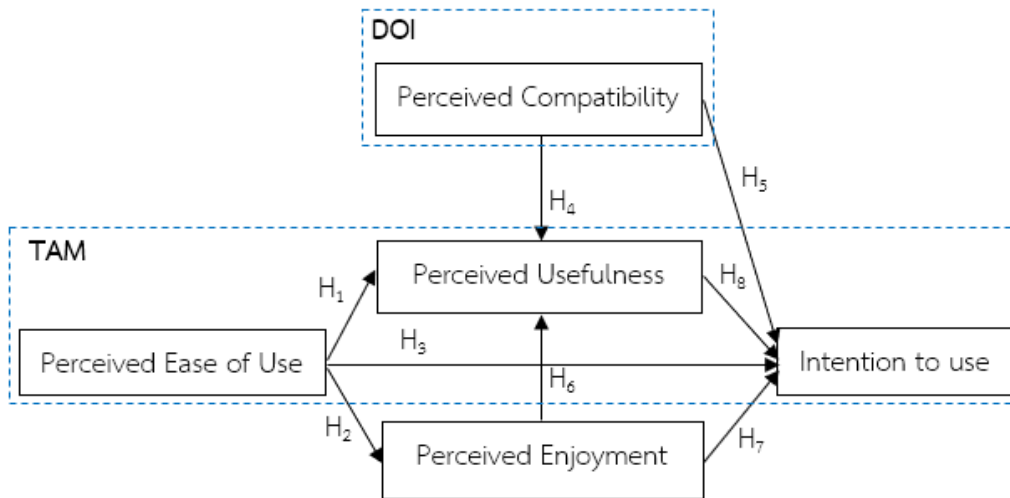 DOI
Perceived Compatibility
H₅
H₄
TAM
Perceived Usefulness
H₁
H₈
H₃
Perceived Ease of Use
Intention to use
H₆
H₂
Perceived Enjoyment
H₇